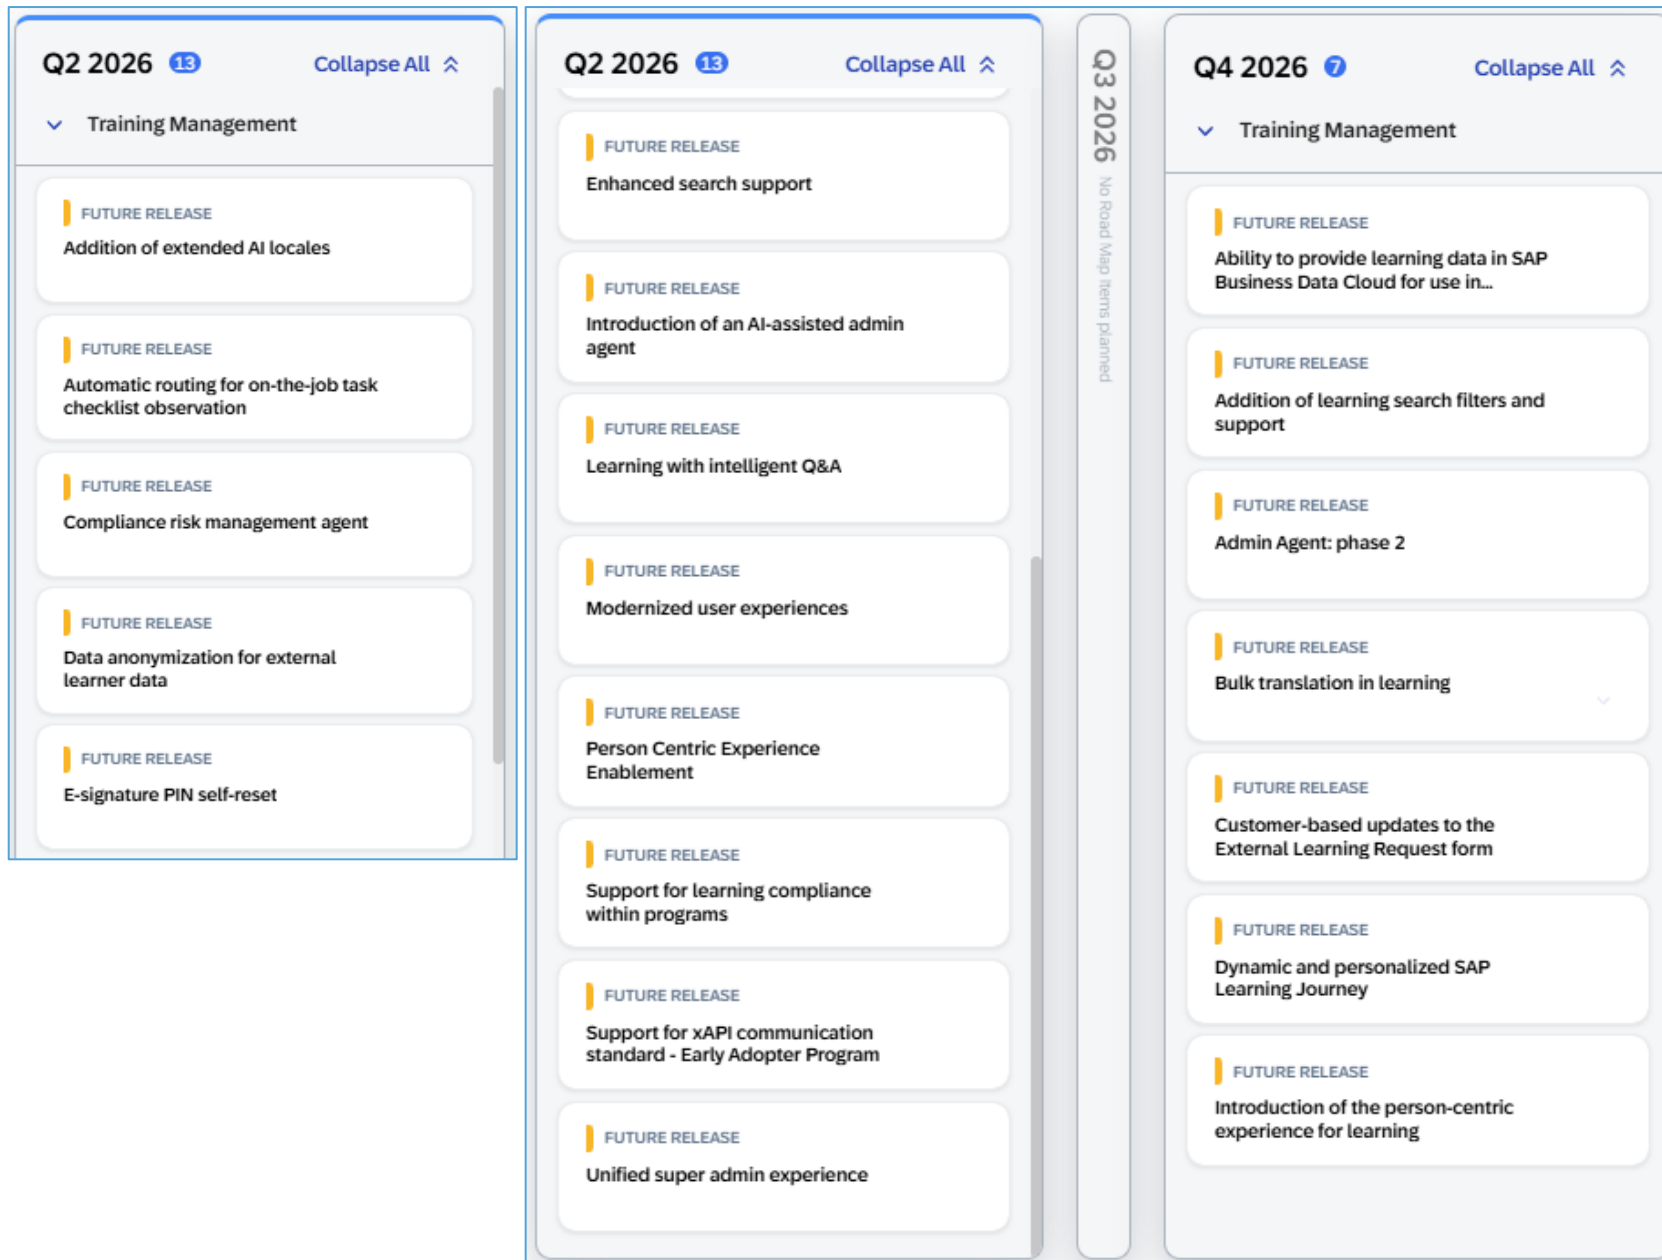 Q2 2026 13 Collapse All
Training Management
FUTURE RELEASE
Addition of extended AI locales
FUTURE RELEASE
Automatic routing for on-the-job task
checklist observation
FUTURE RELEASE
Compliance risk management agent
FUTURE RELEASE
Data anonymization for external
learner data
FUTURE RELEASE
E-signature PIN self-reset
Q2 2026 13 Collapse All
FUTURE RELEASE
Enhanced search support
FUTURE RELEASE
Introduction of an AI-assisted admin
agent
FUTURE RELEASE
Learning with intelligent Q&A
FUTURE RELEASE
Modernized user experiences
FUTURE RELEASE
Person Centric Experience
Enablement
FUTURE RELEASE
Support for learning compliance
within programs
FUTURE RELEASE
Support for xAPI communication
standard - Early Adopter Program
FUTURE RELEASE
Unified super admin experience
Q3 2026 No Road Map Items planned
Q4 2026 7 Collapse All
Training Management
FUTURE RELEASE
Ability to provide learning data in SAP
Business Data Cloud for use in...
FUTURE RELEASE
Addition of learning search filters and
support
FUTURE RELEASE
Admin Agent: phase 2
FUTURE RELEASE
Bulk translation in learning
FUTURE RELEASE
Customer-based updates to the
External Learning Request form
FUTURE RELEASE
Dynamic and personalized SAP
Learning Journey
FUTURE RELEASE
Introduction of the person-centric
experience for learning